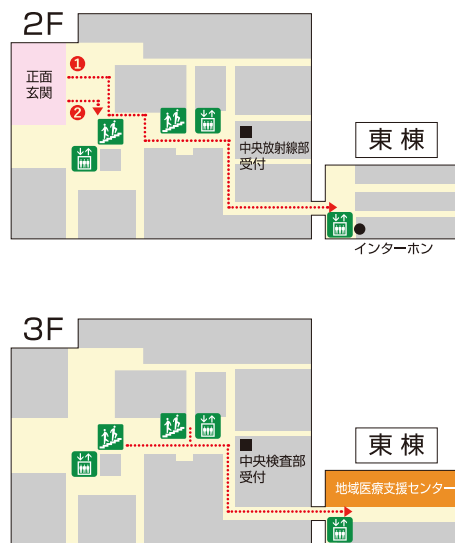 2F
正面
玄関
1
2
中央放射線部
受付
東棟
インターホン
3F
中央検査部
受付
東棟
地域医療支援センター